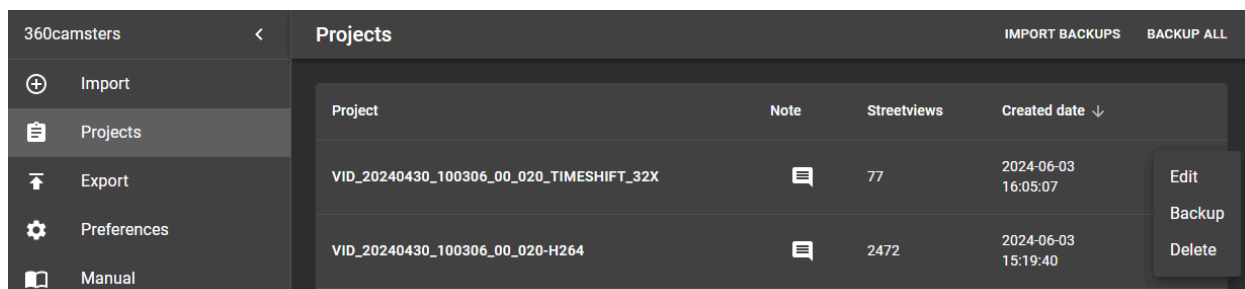 360camsters
Import
Projects
Export
Preferences
Manual
Projects
IMPORT BACKUPS BACKUP ALL
Project Note Streetviews Created date
VID_20240430_100306_00_020_TIMESHIFT_32X 77 2024-06-03
16:05:07
VID_20240430_100306_00_020-H264 2472 2024-06-03
15:19:40
Edit
Backup
Delete